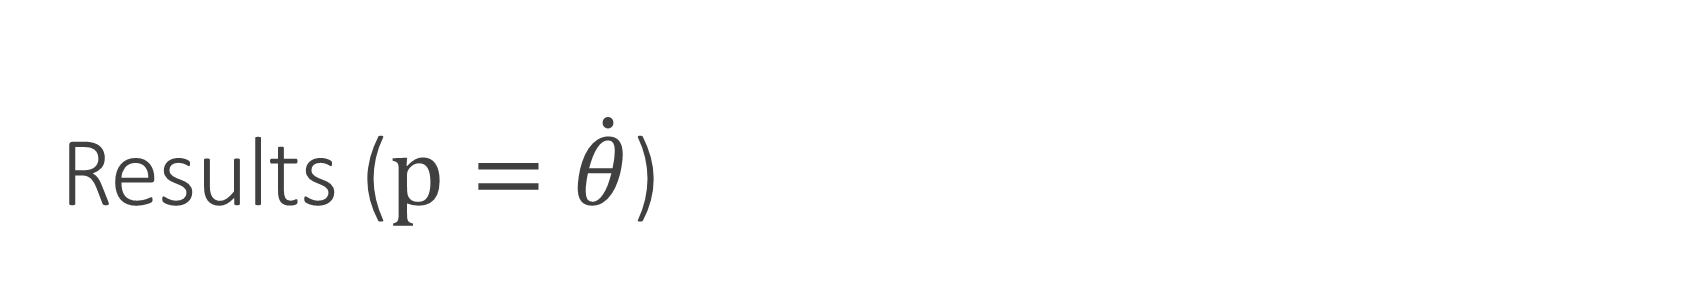 Results (p = θ̇)